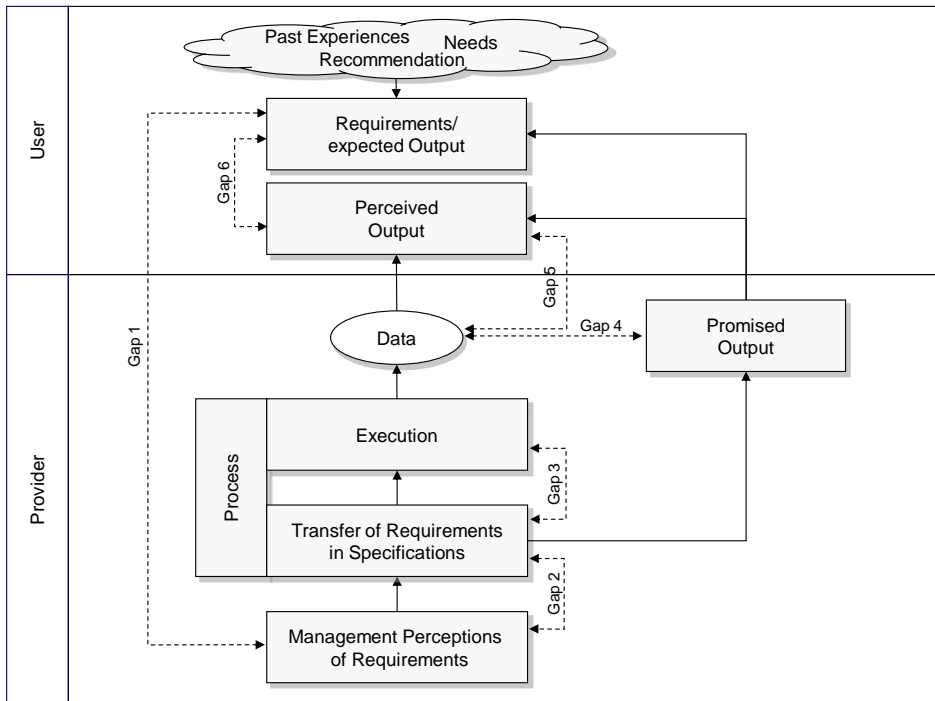 Past Experiences
Needs
Recommendation
User
Requirements/
expected Output
Gap 6
Perceived
Output
Gap 5
Gap 1
Data
Gap 4
Promised
Output
Provider
Process
Execution
Gap 3
Transfer of Requirements
in Specifications
Gap 2
Management Perceptions
of Requirements